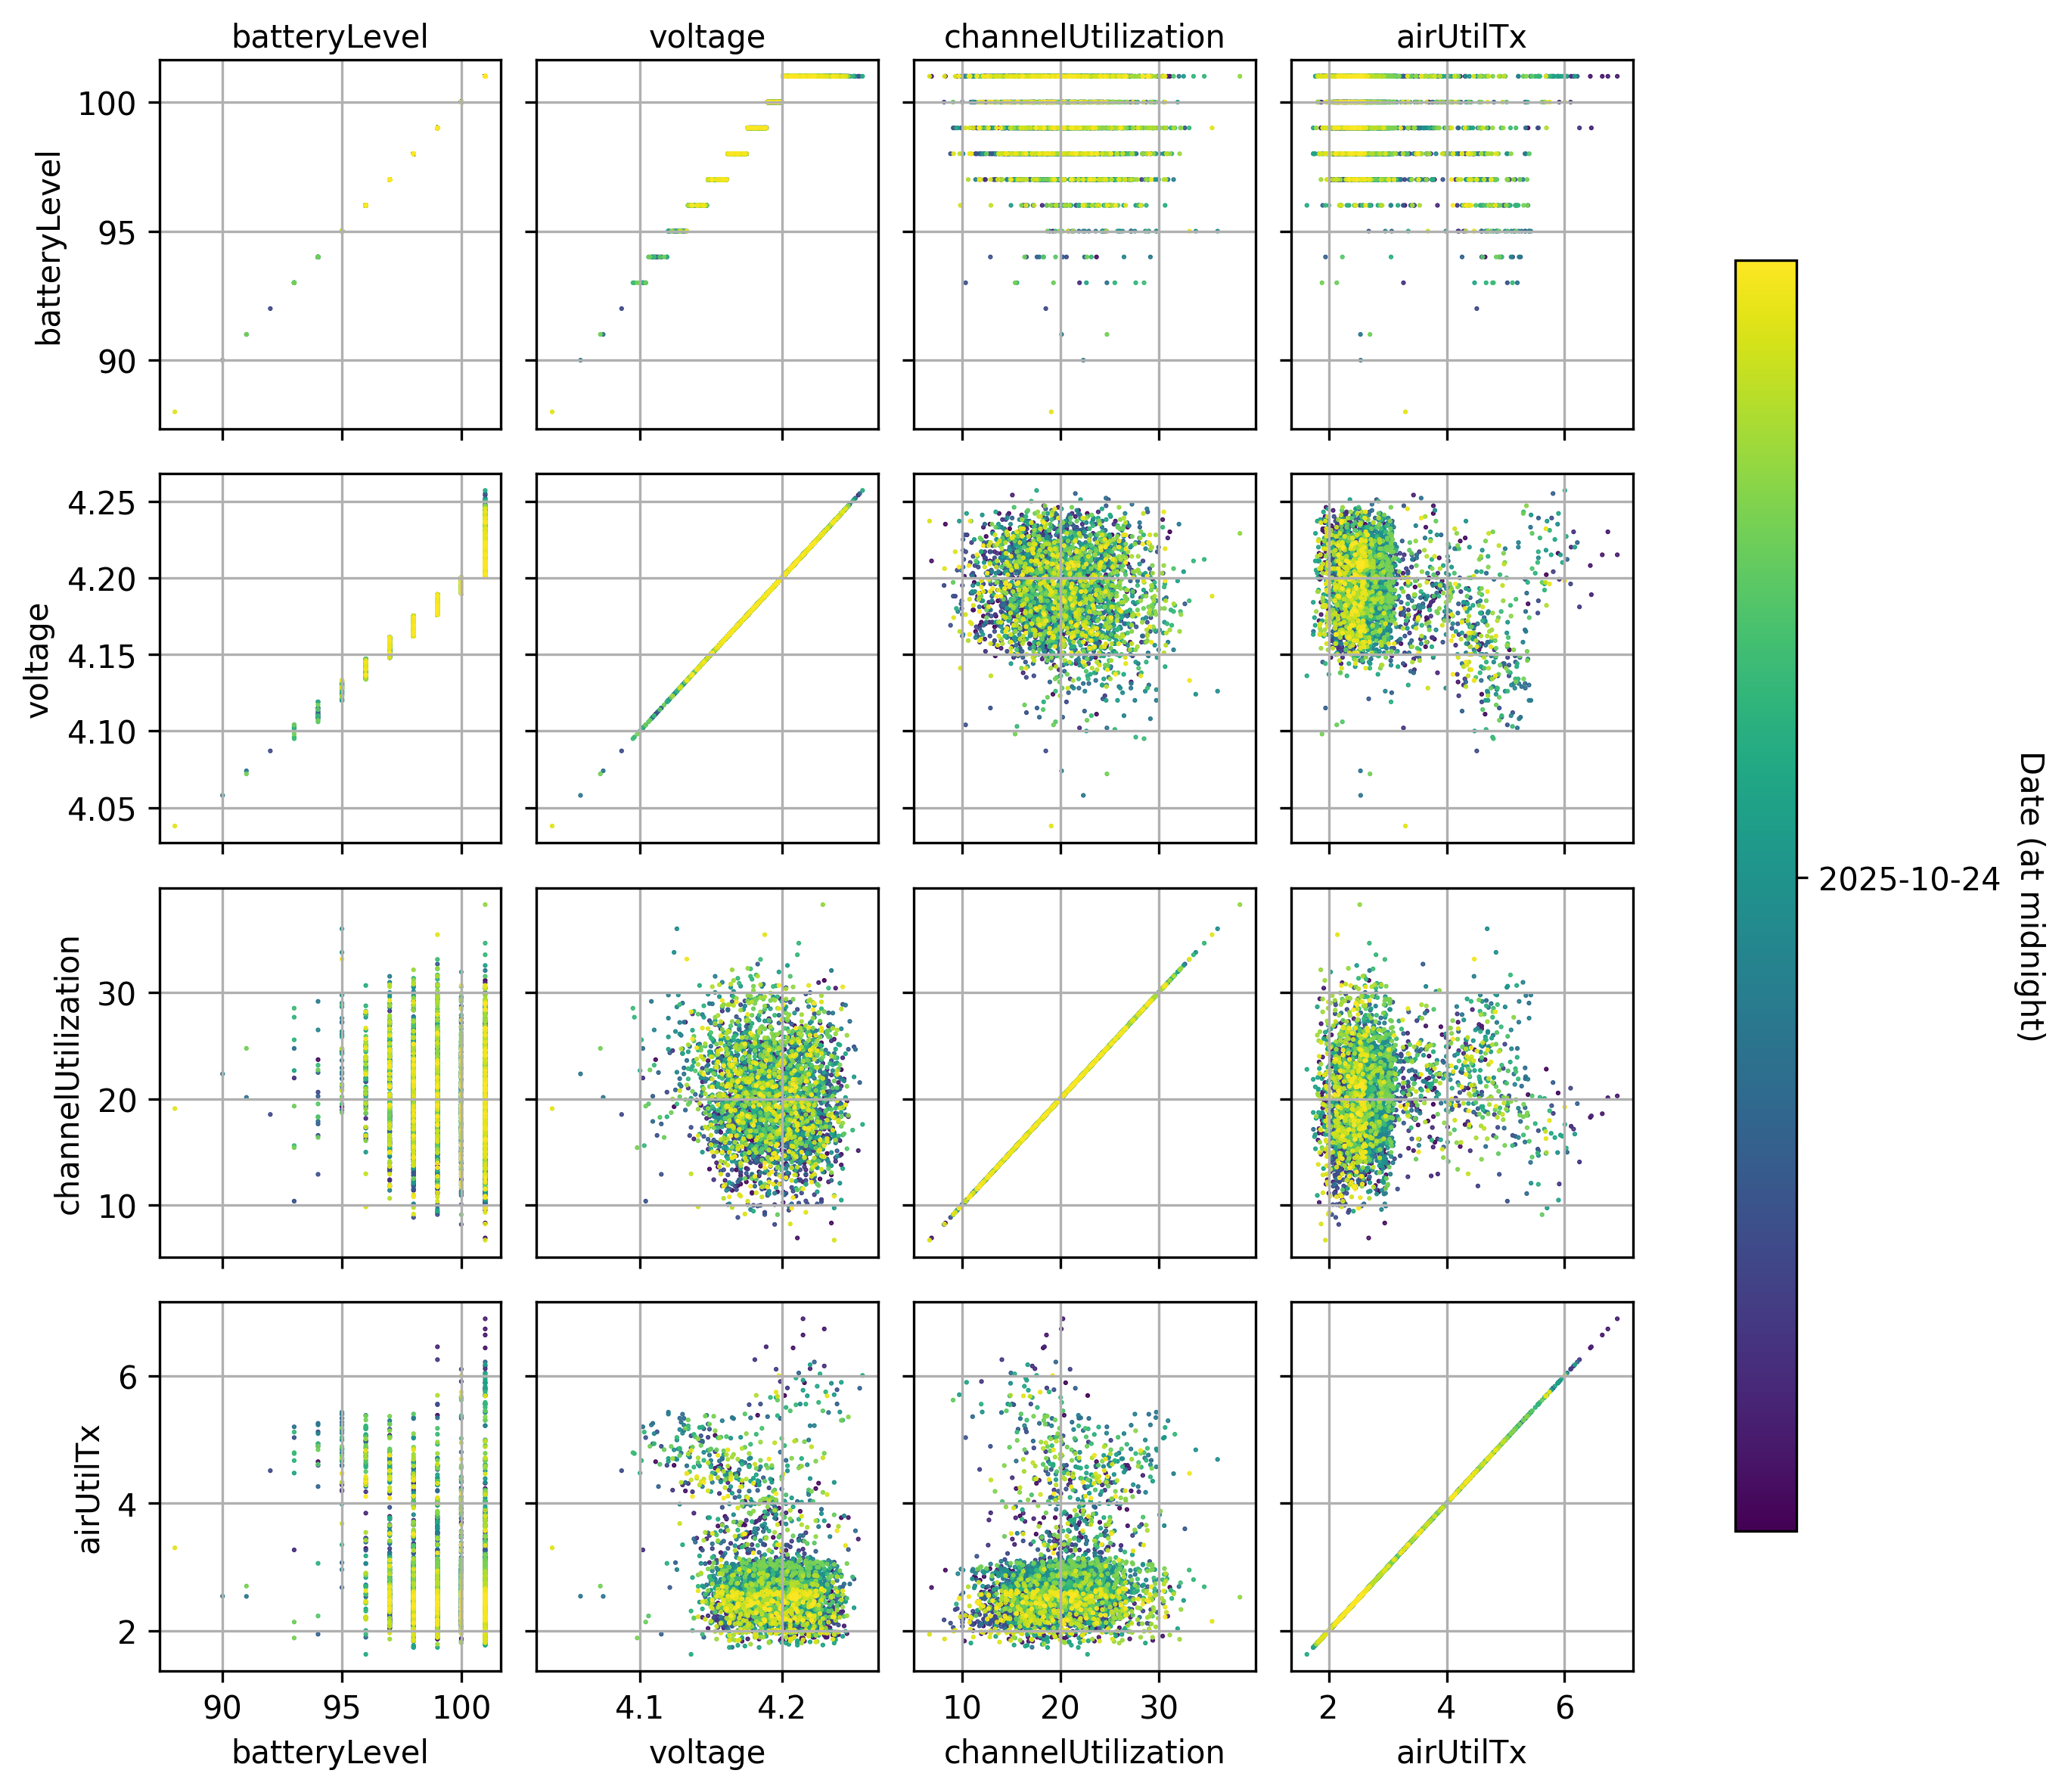 batteryLevel voltage channelUtilization airUtilTx
batteryLevel
100
95
90
voltage
4.25
4.20
4.15
4.10
4.05
channelUtilization
30
20
10
airUtilTx
6
4
2
90 95 100 4.1 4.2 10 20 30 2 4 6
batteryLevel voltage channelUtilization airUtilTx
2025-10-24
Date (at midnight)